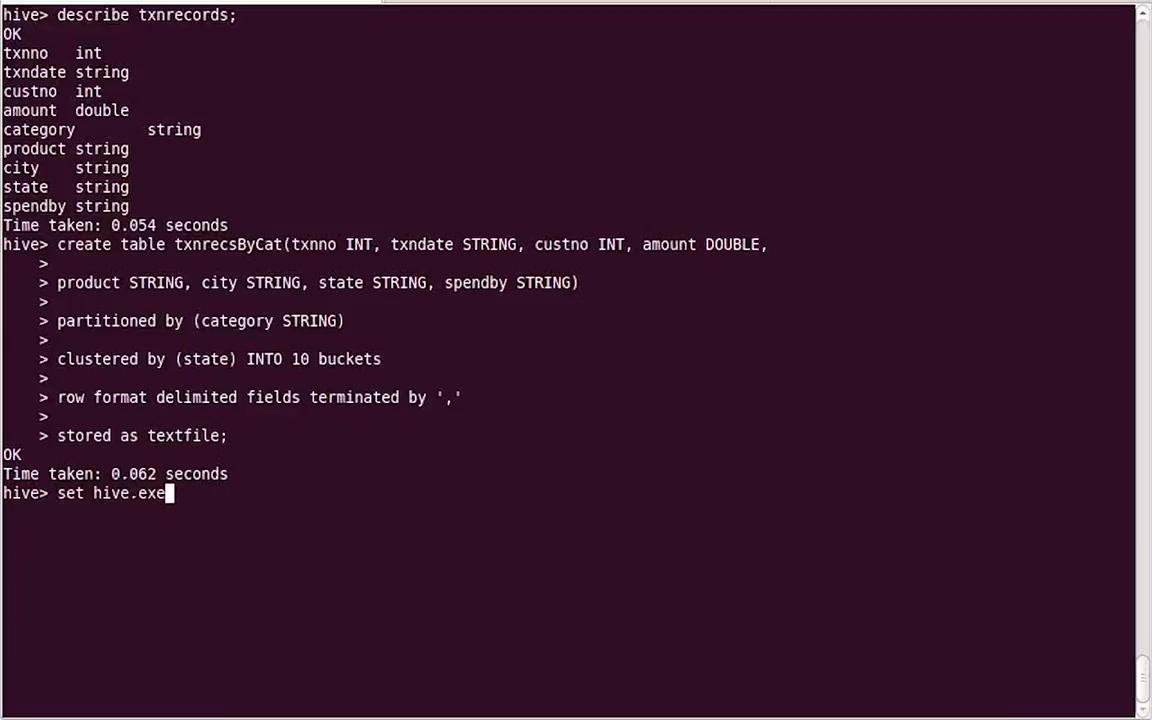 hive> describe txnrecords;
OK
txnno   int
txndate string
custno  int
amount  double
category        string
product string
city    string
state   string
spendby string
Time taken: 0.054 seconds
hive> create table txnrecsByCat(txnno INT, txndate STRING, custno INT, amount DOUBLE,
    >
    > product STRING, city STRING, state STRING, spendby STRING)
    >
    > partitioned by (category STRING)
    >
    > clustered by (state) INTO 10 buckets
    >
    > row format delimited fields terminated by ','
    >
    > stored as textfile;
OK
Time taken: 0.062 seconds
hive> set hive.exe